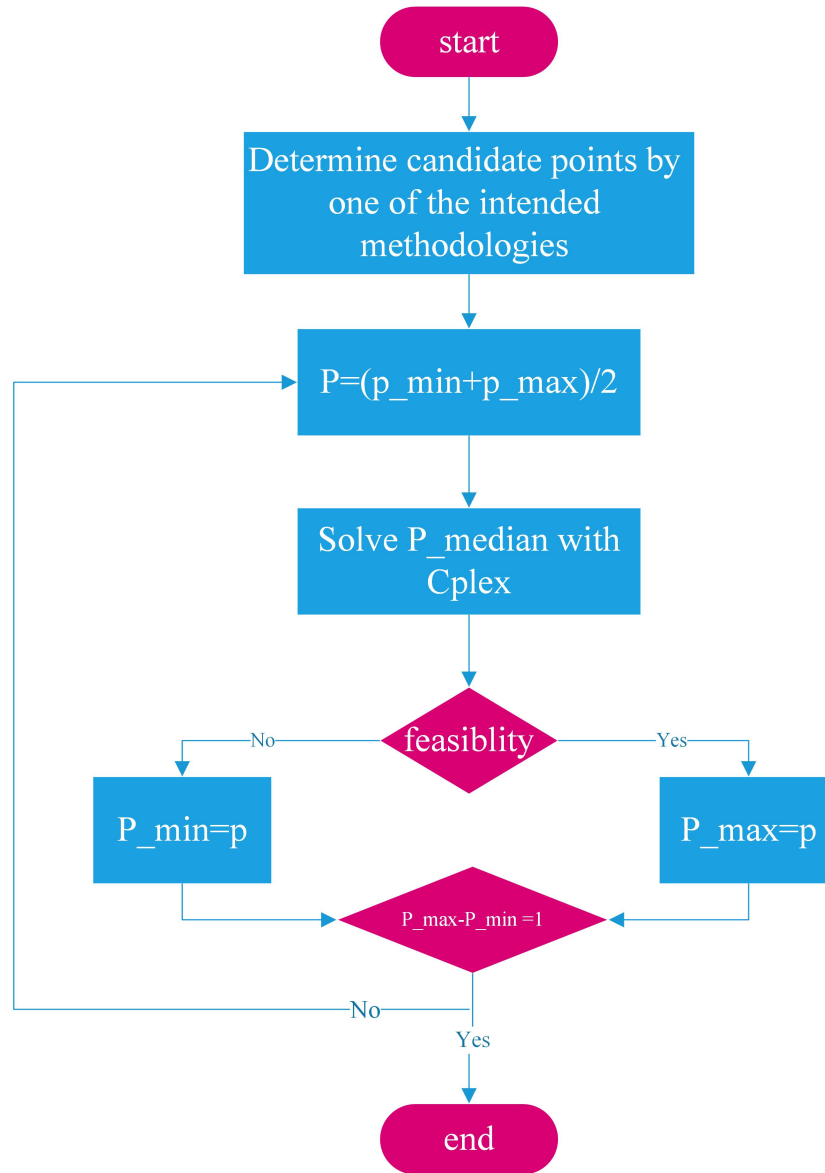 start
Determine candidate points by
one of the intended
methodologies
P=(p_min+p_max)/2
Solve P_median with
Cplex
feasiblity
No
Yes
P_min=p
P_max=p
P_max-P_min =1
No
Yes
end